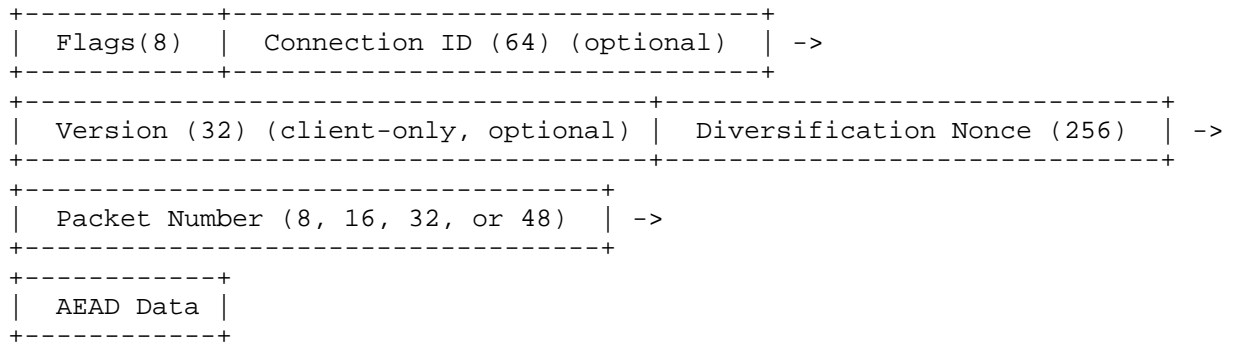 Flags(8) | Connection ID (64) (optional) | ->
Version (32) (client-only, optional) | Diversification Nonce (256) | ->
Packet Number (8, 16, 32, or 48) | ->
AEAD Data